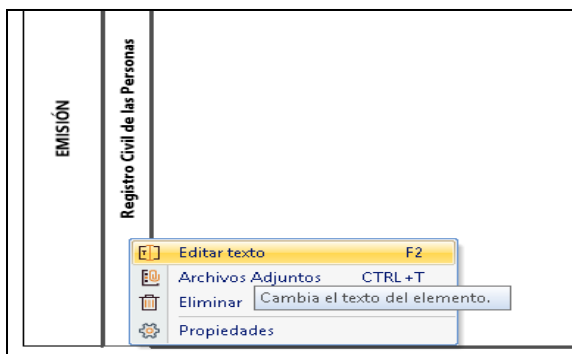 EMISIÓN
Registro Civil de las Personas
Editar texto F2
Archivos Adjuntos CTRL+T
Eliminar
Cambia el texto del elemento.
Propiedades